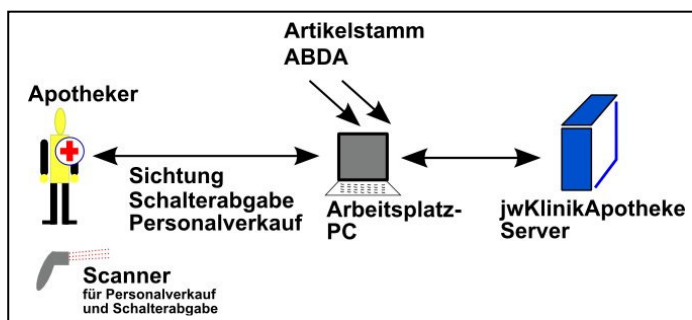 Artikelstamm
ABDA
Apotheker
Sichtung
Schalterabgabe
Personalverkauf
Arbeitsplatz-
PC
jwKlinikApotheke
Server
Scanner
für Personalverkauf
und Schalterabgabe